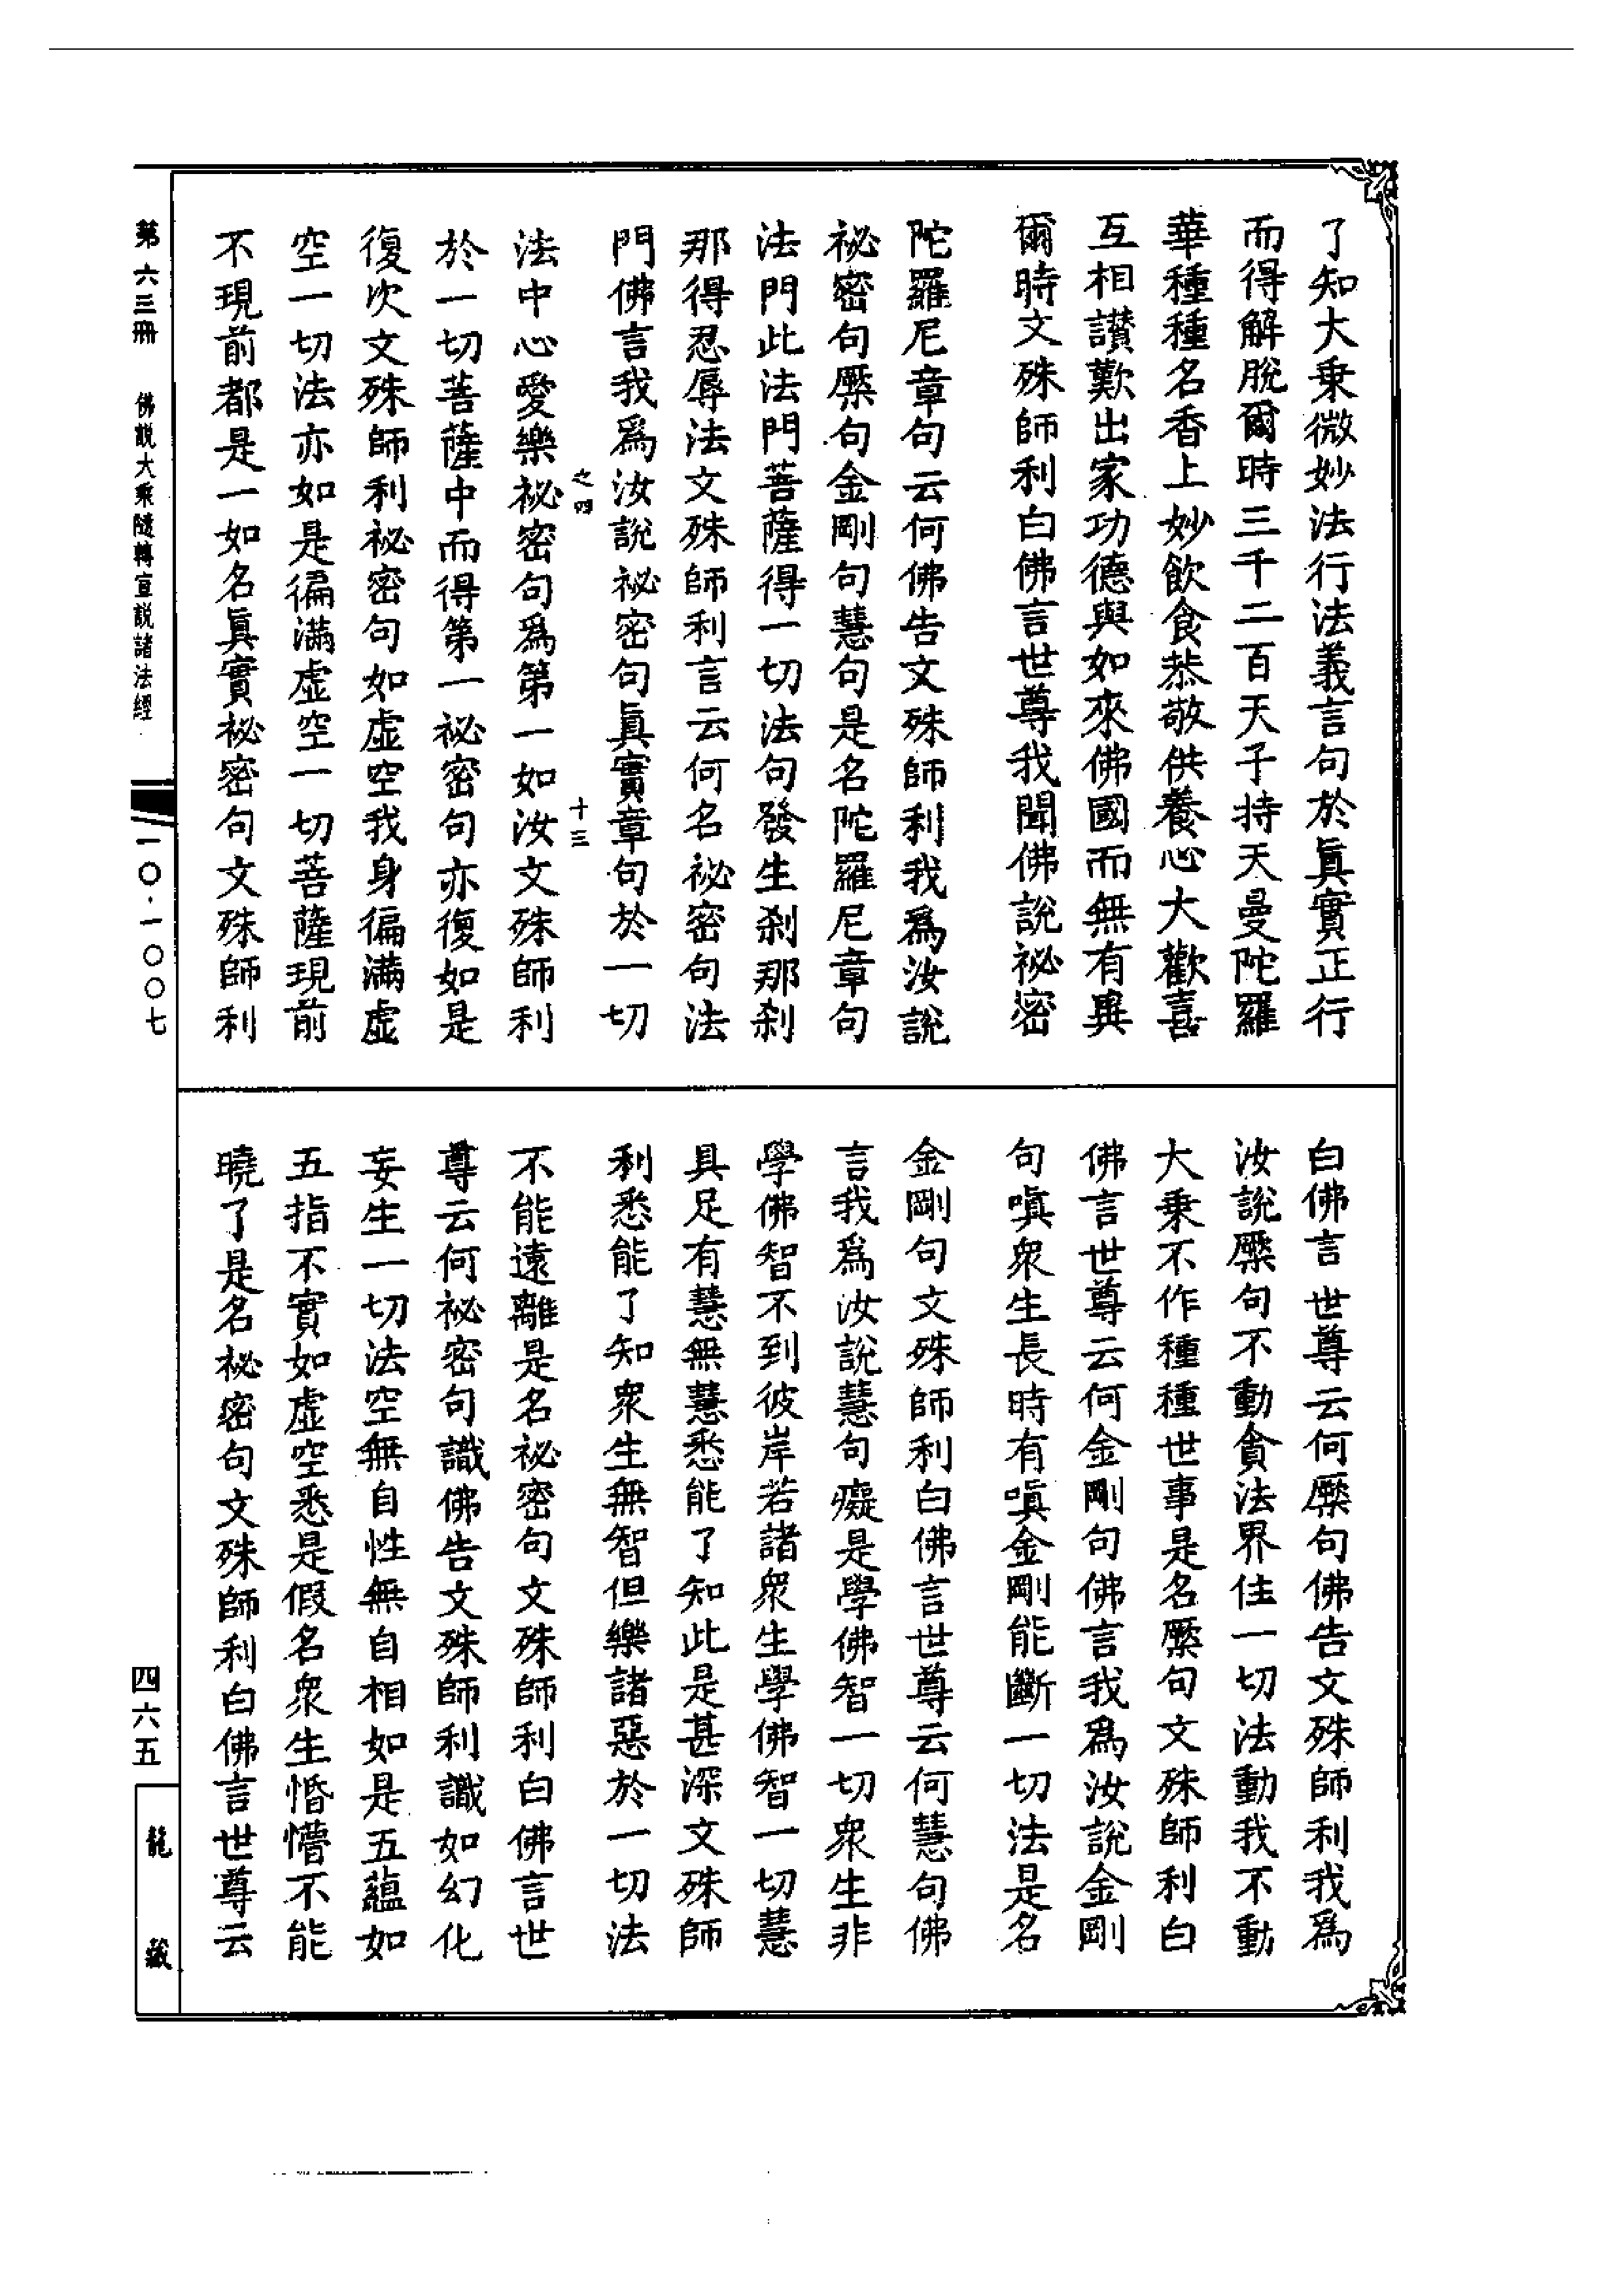 了知大乗微妙法行法義言句於眞實正行
而得解脫爾時三千二百天子持天曼陀羅
華種種名香上妙飲食恭敬供養心大歡喜
互相讃歎出家功德與如來佛國而無有異
爾時文殊師利白佛言世尊我聞佛說祕密
陀羅尼章句云何佛告文殊師利我爲汝說
祕密句壓句金剛句慧句是名陀羅尼章句
法門此法門菩薩得一切法句發生刹那刹
那得忍辱法文殊師利言云何名祕密句法
門佛言我爲汝說祕密句眞實章句於一切
之四 十三
法中心愛樂祕密句爲第一如汝文殊師利
於一切菩薩中而得第一祕密句亦復如是
復次文殊師利祕密句如虛空我身徧滿虛
空一切法亦如是徧滿虛空一切菩薩現前
不現前都是一如名眞實祕密句文殊師利
白佛言世尊云何壓句佛告文殊師利我爲
汝說壓句不動貪法界住一切法動我不動
大乗不作種種世事是名壓句文殊師利白
佛言世尊云何金剛句佛言我爲汝說金剛
句嗔衆生長時有嗔金剛能斷一切法是名
金剛句文殊師利白佛言世尊云何慧句佛
言我爲汝說慧句癡是學佛智一切衆生非
學佛智不到彼岸若諸衆生學佛智一切慧
具足有慧無慧悉能了知此是甚深文殊師
利悉能了知衆生無智但樂諸惡於一切法
不能遠離是名祕密句文殊師利白佛言世
尊云何祕密句識佛告文殊師利識如幻化
妄生一切法空無自性無自相如是五蘊如
五指不實如虛空悉是假名衆生惛懵不能
曉了是名祕密句文殊師利白佛言世尊云
第六三冊 佛説大乘隨轉宣説諸法經 一〇·一〇〇七
四六五
龍藏